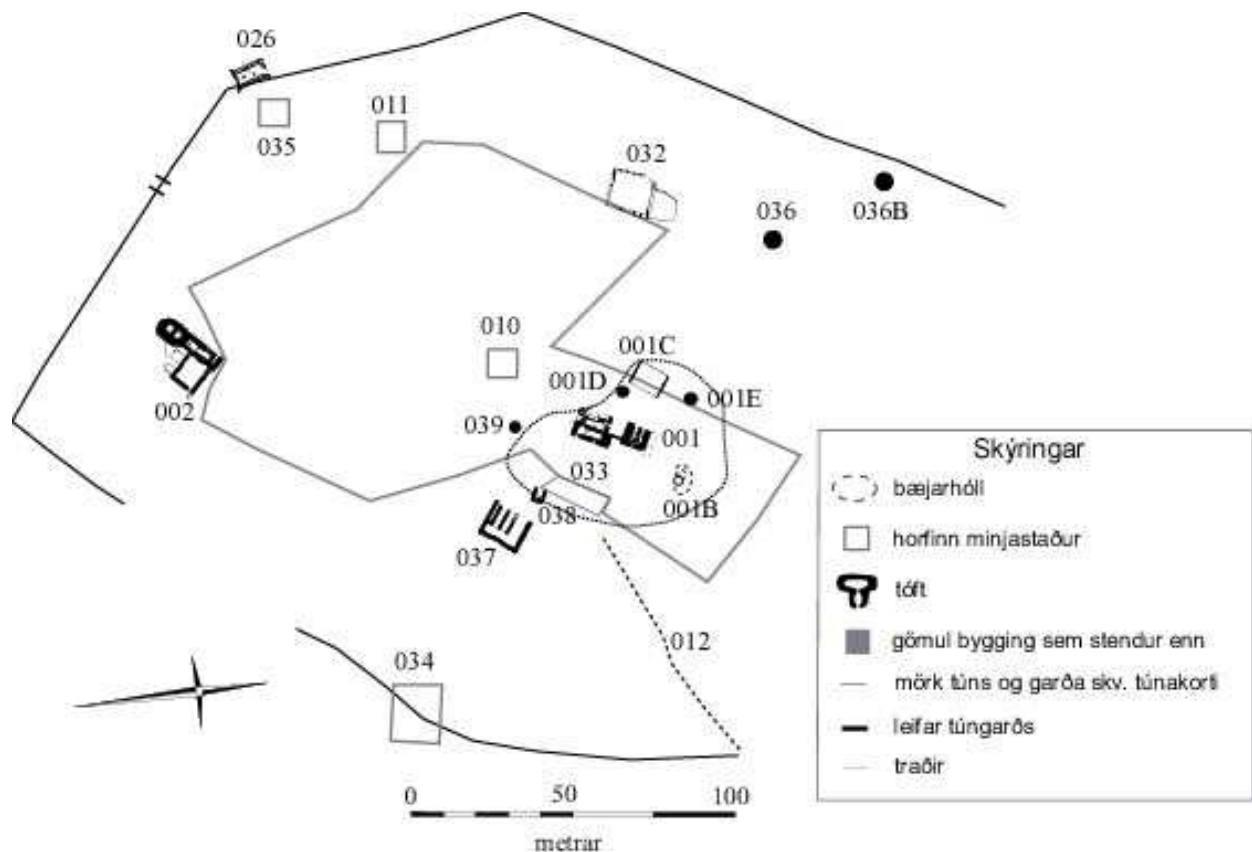 026
011
035
032
036
036B
010
001C
001D
001E
002
039
001
033
001B
038
037
012
034
Skýringar
bæjarhóll
horfinn minjastaður
tóft
gömul bygging sem stendur enn
mörk túns og garða skv. túnakorti
leifar túngarðs
traðir
0 50 100
metrar